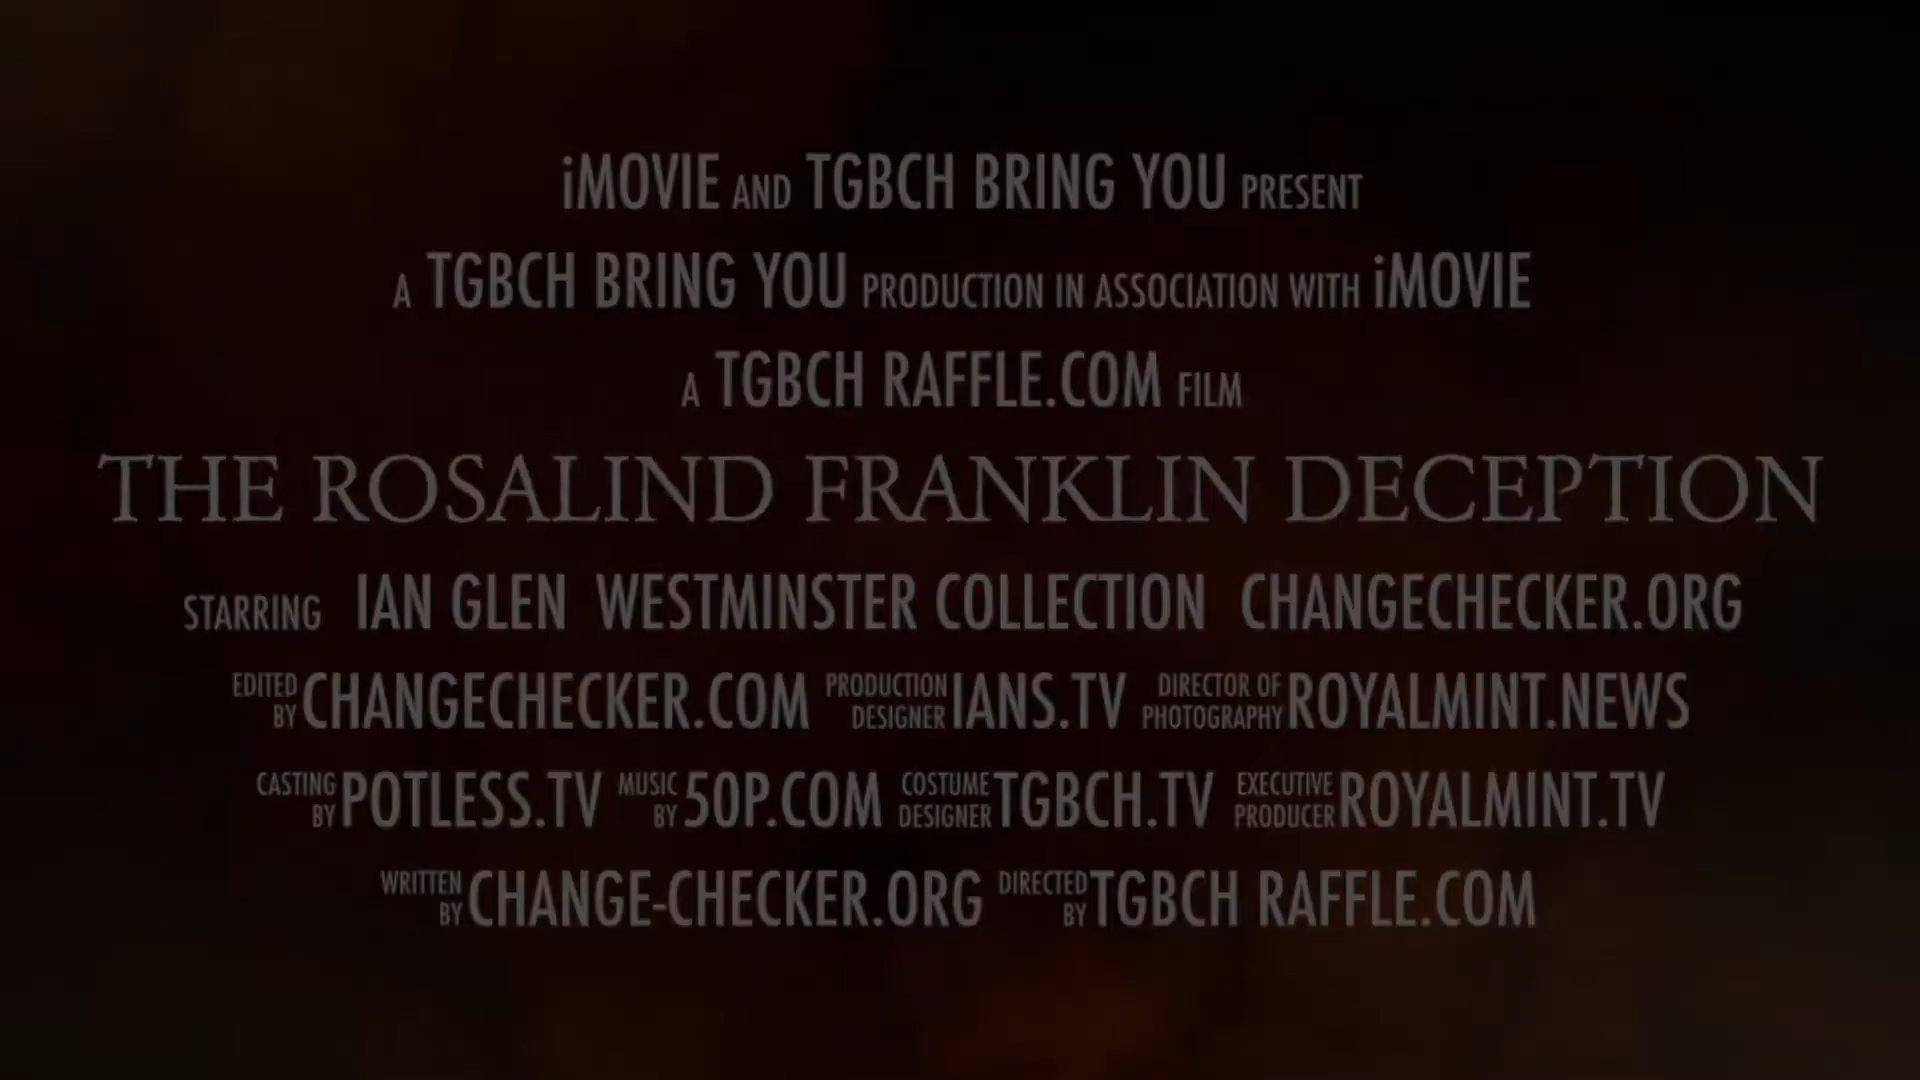 iMOVIE AND TGBCH BRING YOU PRESENT
A TGBCH BRING YOU PRODUCTION IN ASSOCIATION WITH iMOVIE
A TGBCH RAFFLE.COM FILM
THE ROSALIND FRANKLIN DECEPTION
STARRING IAN GLEN WESTMINSTER COLLECTION CHANGECHECKER.ORG
EDITED BY CHANGECHECKER.COM PRODUCTION DESIGNER IANS.TV DIRECTOR OF PHOTOGRAPHY ROYALMINT.NEWS
CASTING BY POTLESS.TV MUSIC BY 50P.COM COSTUME DESIGNER TGBCH.TV EXECUTIVE PRODUCER ROYALMINT.TV
WRITTEN BY CHANGE-CHECKER.ORG DIRECTED BY TGBCH RAFFLE.COM